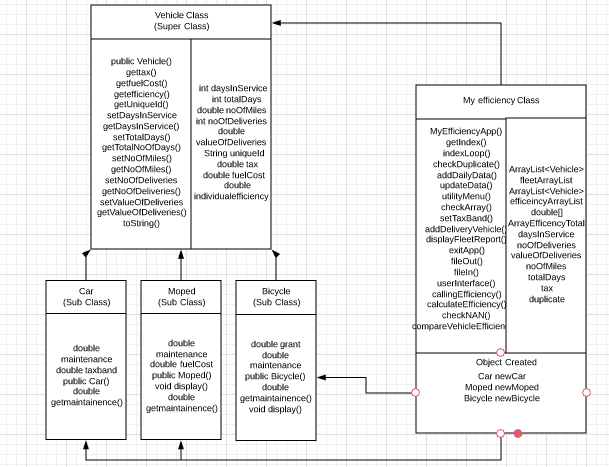 Vehicle Class
(Super Class)
public Vehicle()
gettax()
getfuelCost()
getefficiency()
getUniqueId()
setDaysInService
getDaysInService()
setTotalDays()
getTotalNoOfDays()
setNoOfMiles()
getNoOfMiles()
setNoOfDeliveries
getNoOfDeliveries()
setValueOfDeliveries
getValueOfDeliveries()
toString()
int daysInService
int totalDays
double noOfMiles
int noOfDeliveries
double
valueOfDeliveries
String uniqueId
double tax
double fuelCost
double
individualefficiency
My efficiency Class
MyEfficiencyApp()
getIndex()
indexLoop()
checkDuplicate()
addDailyData()
updateData()
utilityMenu()
checkArray()
setTaxBand()
addDeliveryVehicle()
displayFleetReport()
exitApp()
fileOut()
fileIn()
userInterface()
callingEfficiency()
calculateEfficiency()
checkNAN()
compareVehicleEfficien
ArrayList<Vehicle>
fleetArrayList
ArrayList<Vehicle>
efficeincyArrayList
double[]
ArrayEfficencyTotal
daysInService
noOfDeliveries
valueOfDeliveries
noOfMiles
totalDays
tax
duplicate
Object Created
Car newCar
Moped newMoped
Bicycle newBicycle
Car
(Sub Class)
double
maintenance
double taxband
public Car()
double
getmaintainence()
Moped
(Sub Class)
double
maintenance
double fuelCost
public Moped()
void display()
double
getmaintainence()
Bicycle
(Sub Class)
double grant
double
maintenance
public Bicycle()
double
getmaintainence()
void display()